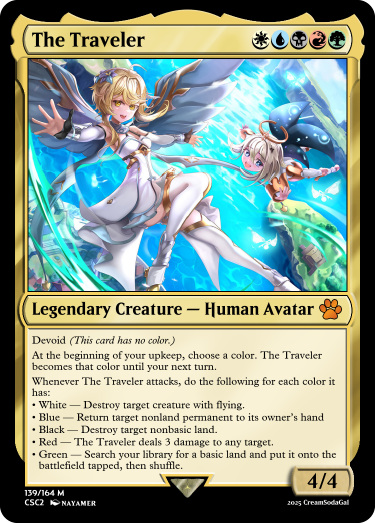 The Traveler
Legendary Creature — Human Avatar
Devoid (This card has no color.)
At the beginning of your upkeep, choose a color. The Traveler
becomes that color until your next turn.
Whenever The Traveler attacks, do the following for each color it
has:
• White — Destroy target creature with flying.
• Blue — Return target nonland permanent to its owner's hand
• Black — Destroy target nonbasic land.
• Red — The Traveler deals 3 damage to any target.
• Green — Search your library for a basic land and put it onto the
battlefield tapped, then shuffle.
4/4
139/164 M
CSC2 NAYAMER
2025 CreamSodaGal